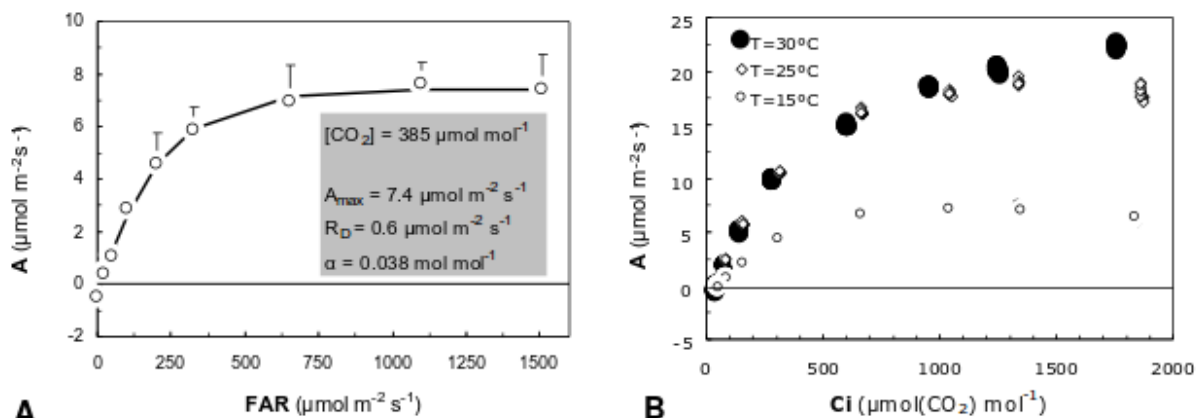 10
8
6
4
2
0
-2
A (μmol m⁻²s⁻¹)
[CO₂] = 385 μmol mol⁻¹
Aₘₐₓ = 7.4 μmol m⁻² s⁻¹
R_D = 0.6 μmol m⁻² s⁻¹
α = 0.038 mol mol⁻¹
0 250 500 750 1000 1250 1500
FAR (μmol m⁻² s⁻¹)
A
25
20
15
10
5
0
-5
A (μmol m⁻²s⁻¹)
T=30ºC
T=25ºC
T=15ºC
0 500 1000 1500 2000
Ci (μmol(CO₂) mol⁻¹)
B